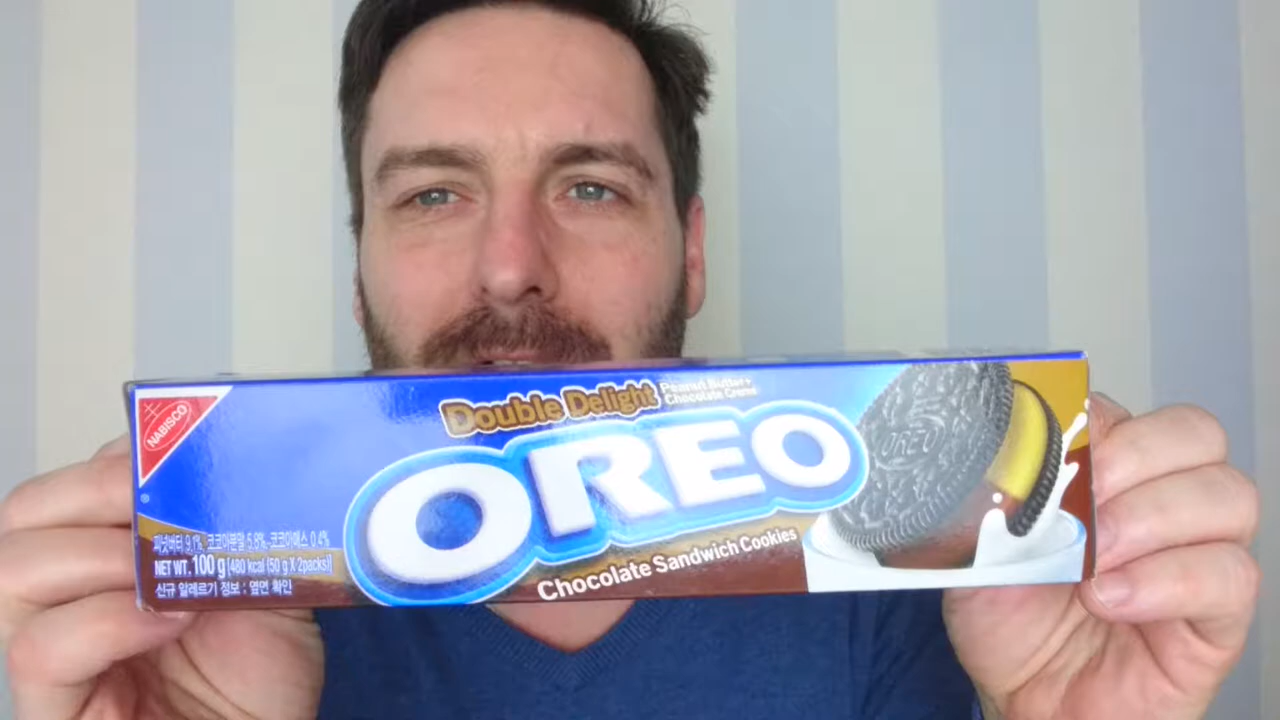 NABISCO
Double Delight
Peanut Butter+
Chocolate Creme
OREO
Chocolate Sandwich Cookies
OREO
피넛버터 9.1%, 코코아분말 5.8%, 코코아매스 0.4%
NET WT. 100 g [480 kcal (50 g X 2packs)]
신규 알레르기 정보 : 옆면 확인